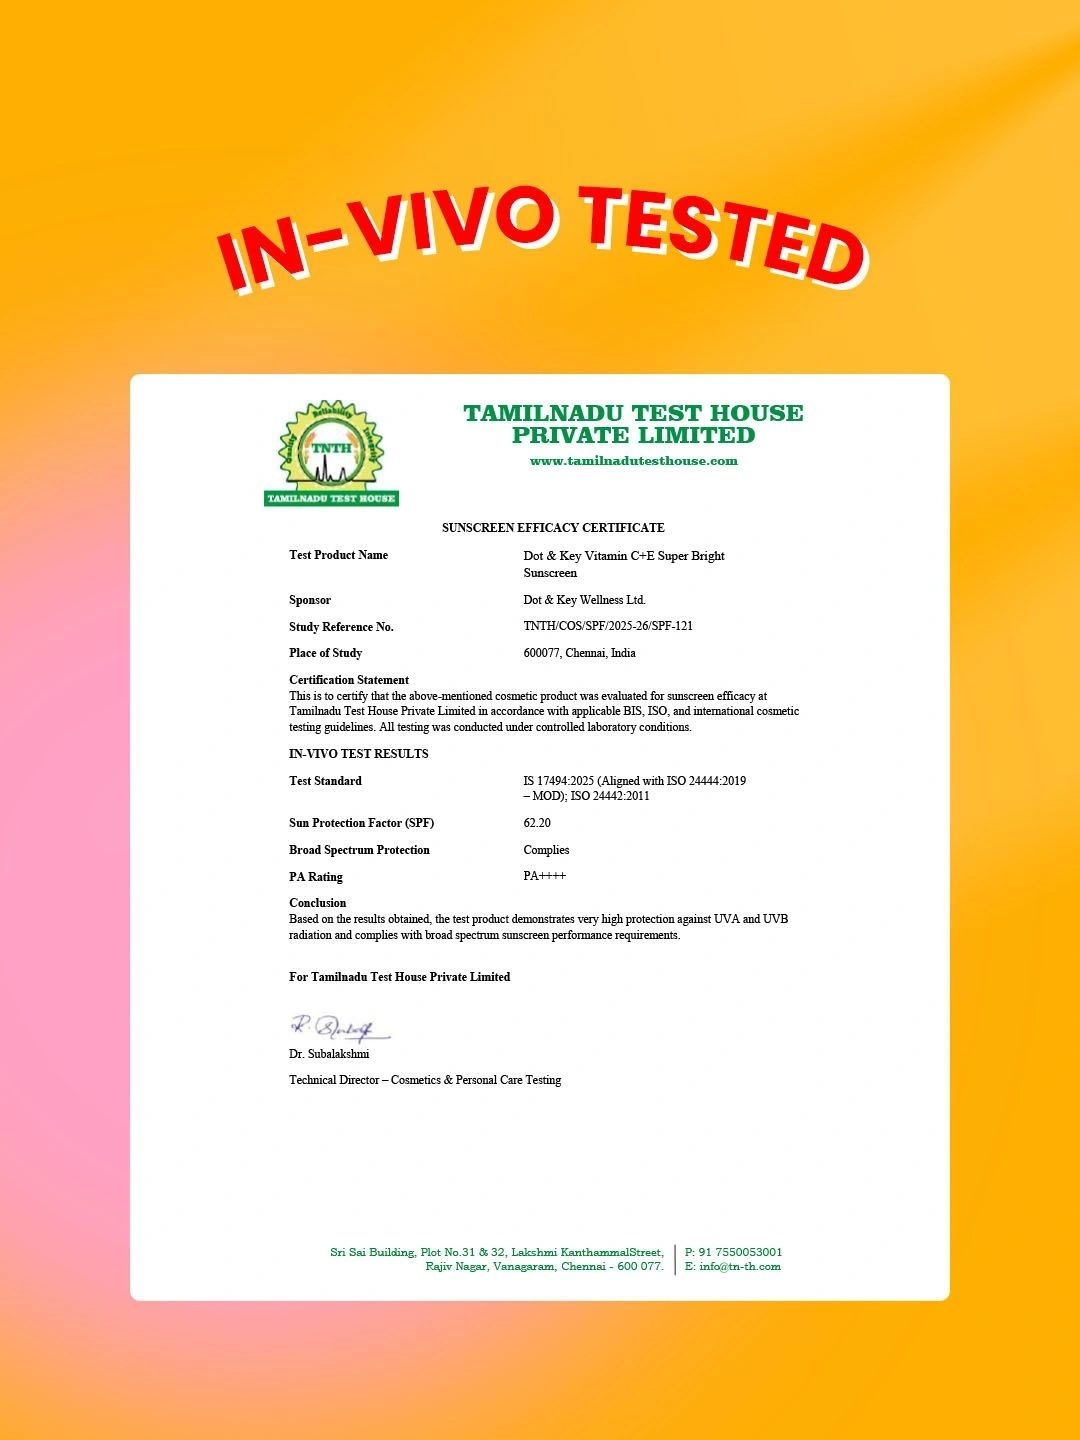 IN-VIVO TESTED
Quality Reliability Integrity
TNTH
TAMILNADU TEST HOUSE
TAMILNADU TEST HOUSE
PRIVATE LIMITED
www.tamilnadutesthouse.com
SUNSCREEN EFFICACY CERTIFICATE
Test Product Name Dot & Key Vitamin C+E Super Bright
Sunscreen
Sponsor Dot & Key Wellness Ltd.
Study Reference No. TNTH/COS/SPF/2025-26/SPF-121
Place of Study 600077, Chennai, India
Certification Statement
This is to certify that the above-mentioned cosmetic product was evaluated for sunscreen efficacy at
Tamilnadu Test House Private Limited in accordance with applicable BIS, ISO, and international cosmetic
testing guidelines. All testing was conducted under controlled laboratory conditions.
IN-VIVO TEST RESULTS
Test Standard IS 17494:2025 (Aligned with ISO 24444:2019
– MOD); ISO 24442:2011
Sun Protection Factor (SPF) 62.20
Broad Spectrum Protection Complies
PA Rating PA++++
Conclusion
Based on the results obtained, the test product demonstrates very high protection against UVA and UVB
radiation and complies with broad spectrum sunscreen performance requirements.
For Tamilnadu Test House Private Limited
Dr. Subalakshmi
Technical Director – Cosmetics & Personal Care Testing
Sri Sai Building, Plot No.31 & 32, Lakshmi KanthammalStreet,
Rajiv Nagar, Vanagaram, Chennai - 600 077.
P: 91 7550053001
E: info@tn-th.com